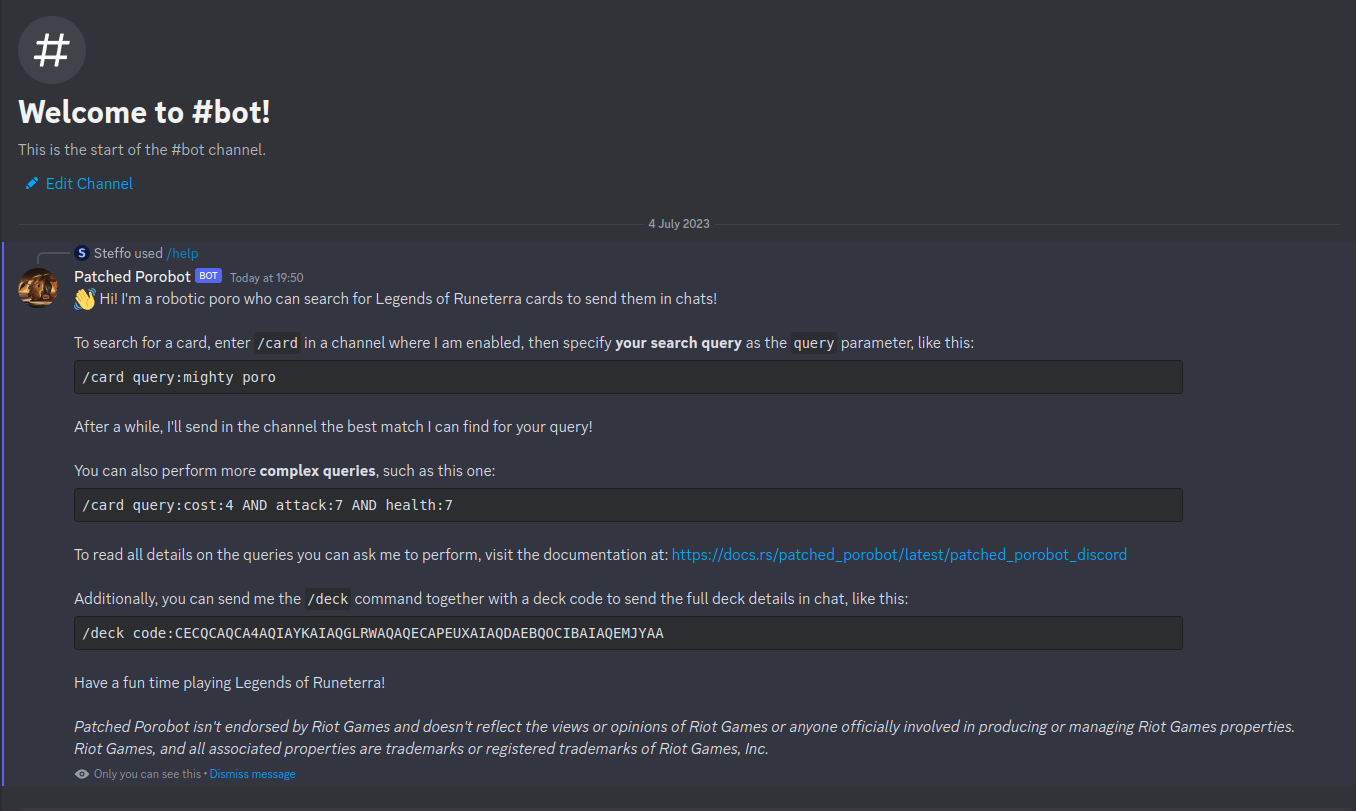 #
Welcome to #bot!
This is the start of the #bot channel.
Edit Channel
4 July 2023
S Steffo used /help
Patched Porobot BOT Today at 19:50
👋 Hi! I'm a robotic poro who can search for Legends of Runeterra cards to send them in chats!
To search for a card, enter /card in a channel where I am enabled, then specify your search query as the query parameter, like this:
/card query:mighty poro
After a while, I'll send in the channel the best match I can find for your query!
You can also perform more complex queries, such as this one:
/card query:cost:4 AND attack:7 AND health:7
To read all details on the queries you can ask me to perform, visit the documentation at: https://docs.rs/patched_porobot/latest/patched_porobot_discord
Additionally, you can send me the /deck command together with a deck code to send the full deck details in chat, like this:
/deck code:CECQCAQCA4AQIAYKAIAQGLRWAQAQECAPEUXAIAQDAEBQOCIBAIAQEMJYAA
Have a fun time playing Legends of Runeterra!
Patched Porobot isn't endorsed by Riot Games and doesn't reflect the views or opinions of Riot Games or anyone officially involved in producing or managing Riot Games properties.
Riot Games, and all associated properties are trademarks or registered trademarks of Riot Games, Inc.
Only you can see this • Dismiss message